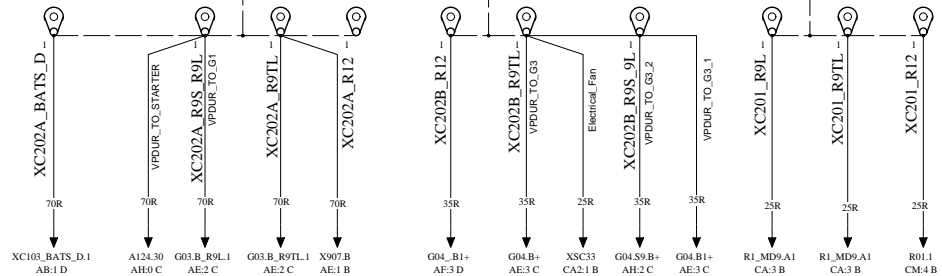 1 1 1 1 1 1 1 1 1 1
XC202A_BATS_D
VPDUR_TO_STARTER
XC202A_R9S_R9L
VPDUR_TO_G1
XC202A_R9TL
XC202A_R12
XC202B_R12
XC202B_R9TL
VPDUR_TO_G3
Electrical_Fan
XC202B_R9S_9L
VPDUR_TO_G3_2
VPDUR_TO_G3_1
XC201_R9L
XC201_R9TL
XC201_R12
70R 70R 70R 70R 70R 35R 35R 25R 35R 35R 25R 25R 25R
XC103_BATS_D.1 A124.30 G03.B_R9L.1 G03.B_R9TL.1 X907.B G04_.B1+ G04.B+ XSC33 G04.S9.B+ G04.B1+ R1_MD9.A1 R1_MD9.A1 R01.1
AB:1 D AH:0 C AE:2 C AE:2 C AE:1 B AF:3 D AE:3 C CA2:1 B AH:2 C AE:3 C CA:3 B CA:3 B CM:4 B